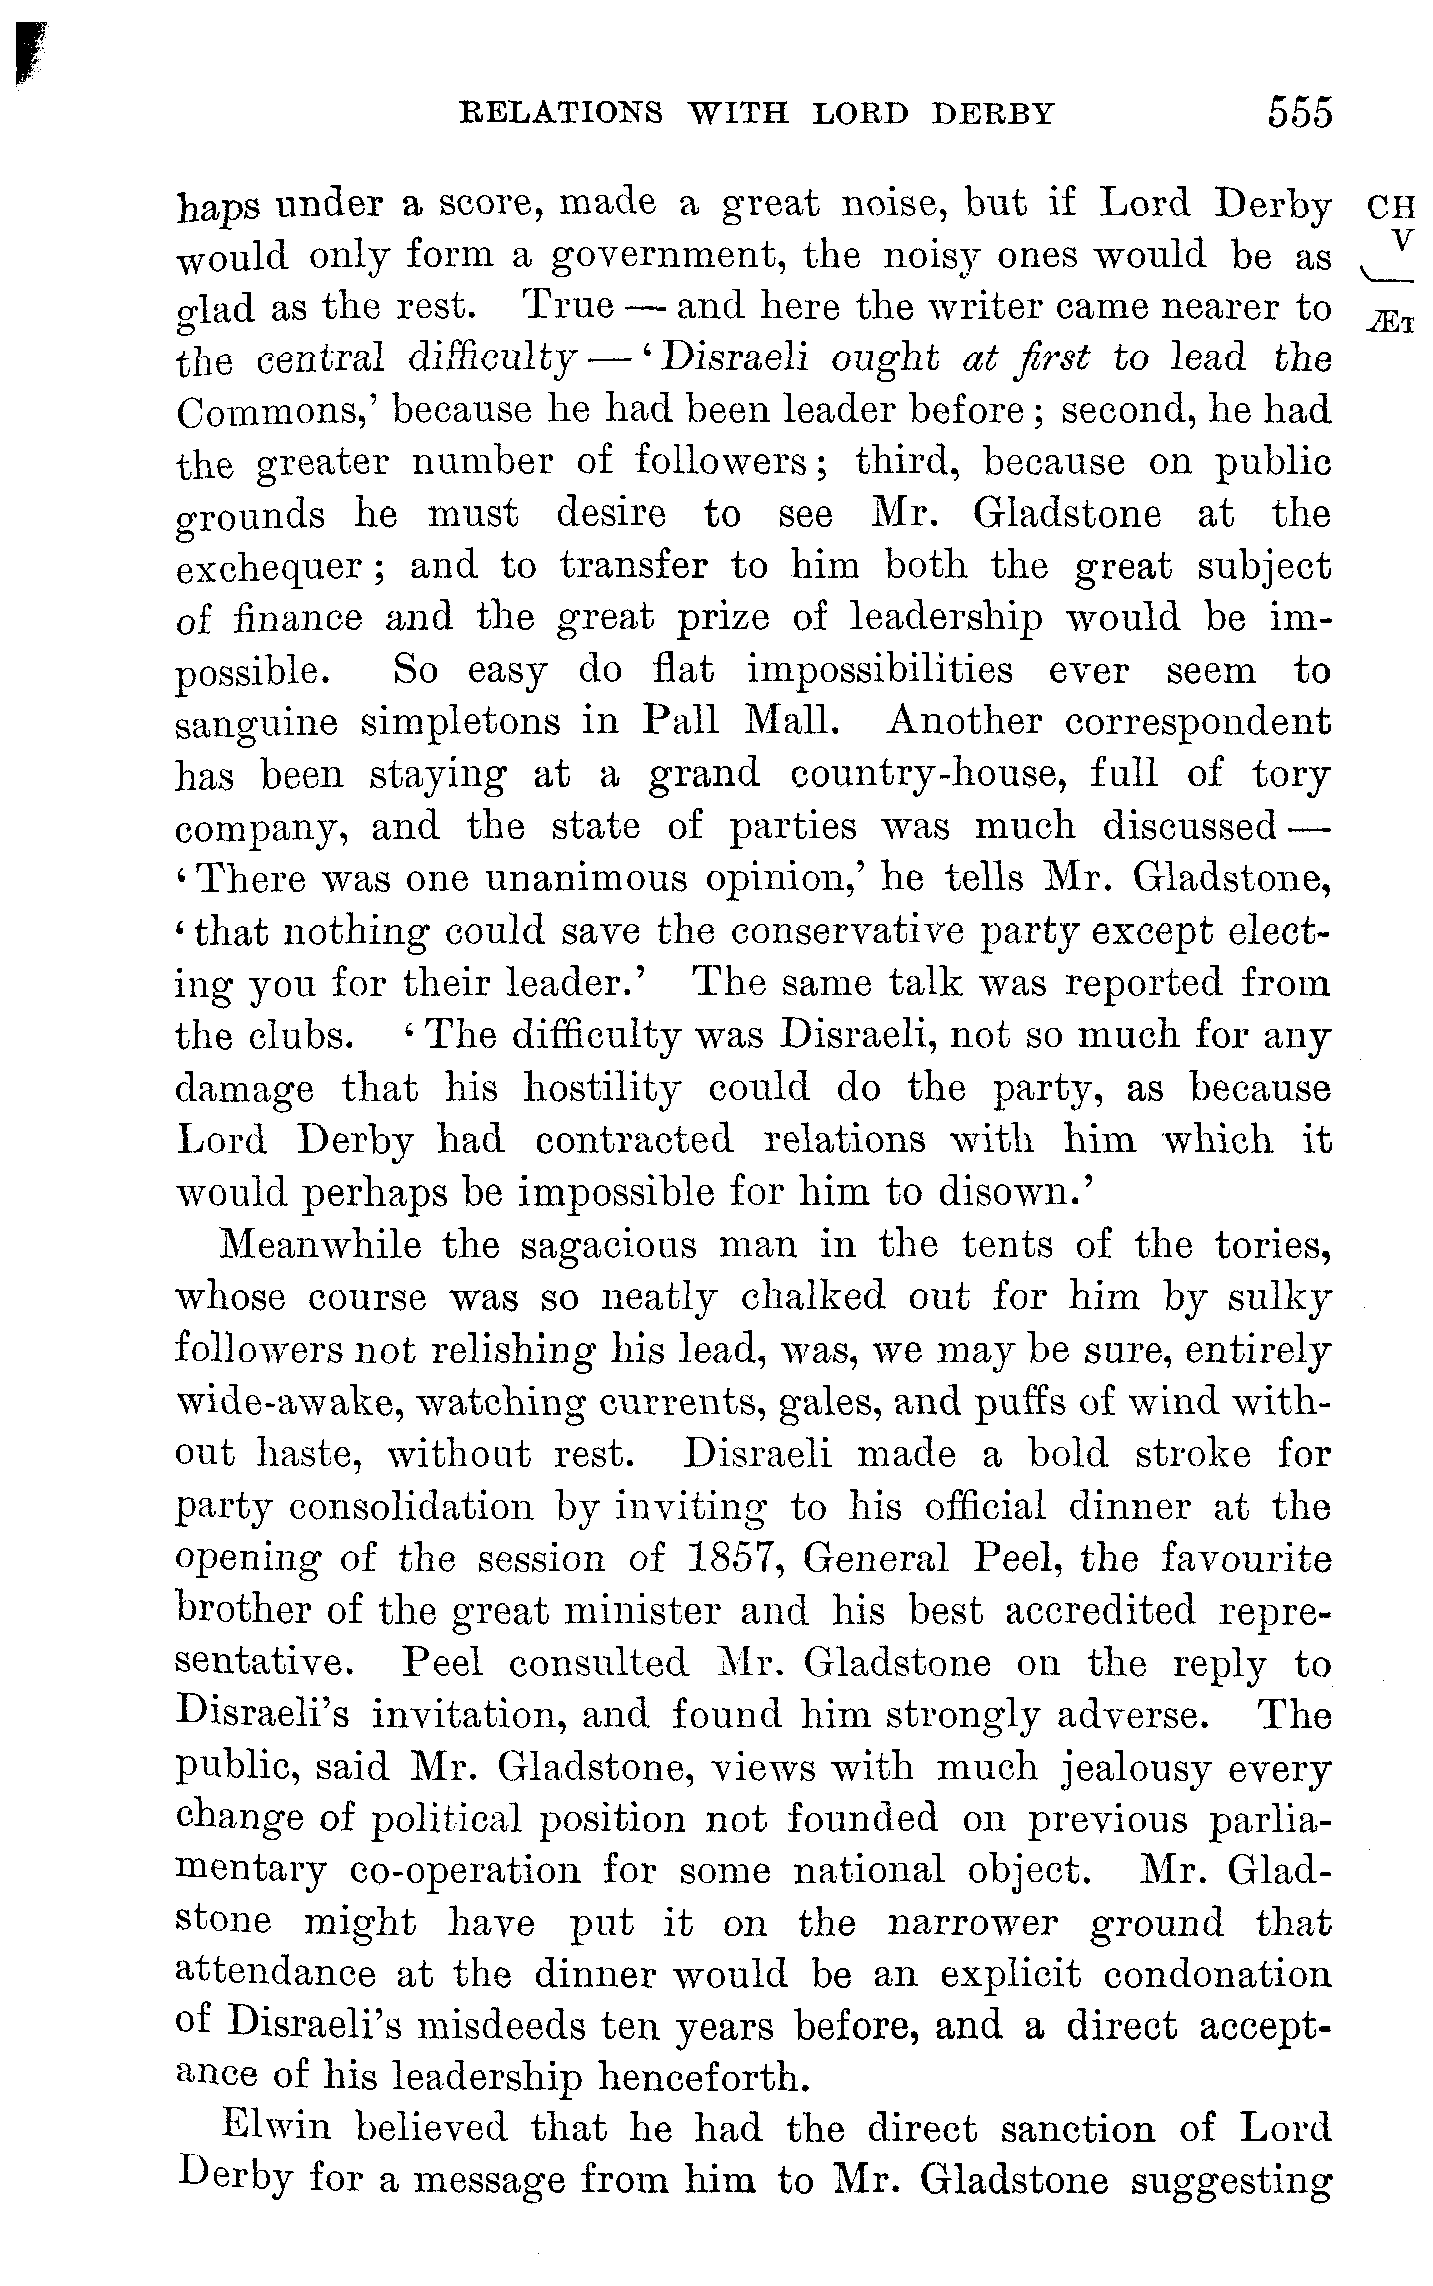 RELATIONS WITH LORD DERBY 555
haps under a score, made a great noise, but if Lord Derby
would only form a government, the noisy ones would be as
glad as the rest. True — and here the writer came nearer to
the central difficulty — ‘Disraeli ought at first to lead the
Commons,’ because he had been leader before; second, he had
the greater number of followers; third, because on public
grounds he must desire to see Mr. Gladstone at the
exchequer; and to transfer to him both the great subject
of finance and the great prize of leadership would be im-
possible. So easy do flat impossibilities ever seem to
sanguine simpletons in Pall Mall. Another correspondent
has been staying at a grand country-house, full of tory
company, and the state of parties was much discussed —
‘There was one unanimous opinion,’ he tells Mr. Gladstone,
‘that nothing could save the conservative party except elect-
ing you for their leader.’ The same talk was reported from
the clubs. ‘The difficulty was Disraeli, not so much for any
damage that his hostility could do the party, as because
Lord Derby had contracted relations with him which it
would perhaps be impossible for him to disown.’
Meanwhile the sagacious man in the tents of the tories,
whose course was so neatly chalked out for him by sulky
followers not relishing his lead, was, we may be sure, entirely
wide-awake, watching currents, gales, and puffs of wind with-
out haste, without rest. Disraeli made a bold stroke for
party consolidation by inviting to his official dinner at the
opening of the session of 1857, General Peel, the favourite
brother of the great minister and his best accredited repre-
sentative. Peel consulted Mr. Gladstone on the reply to
Disraeli’s invitation, and found him strongly adverse. The
public, said Mr. Gladstone, views with much jealousy every
change of political position not founded on previous parlia-
mentary co-operation for some national object. Mr. Glad-
stone might have put it on the narrower ground that
attendance at the dinner would be an explicit condonation
of Disraeli’s misdeeds ten years before, and a direct accept-
ance of his leadership henceforth.
Elwin believed that he had the direct sanction of Lord
Derby for a message from him to Mr. Gladstone suggesting
CH
V
ÆT